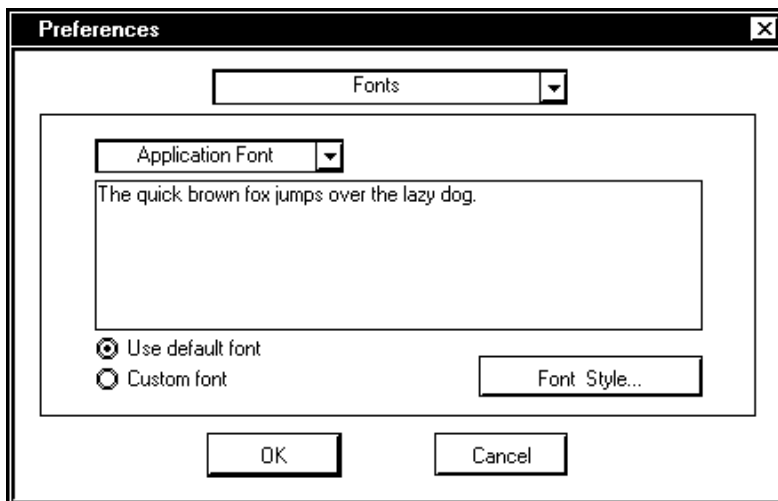 Preferences
Fonts
Application Font
The quick brown fox jumps over the lazy dog.
Use default font
Custom font
Font Style...
OK
Cancel